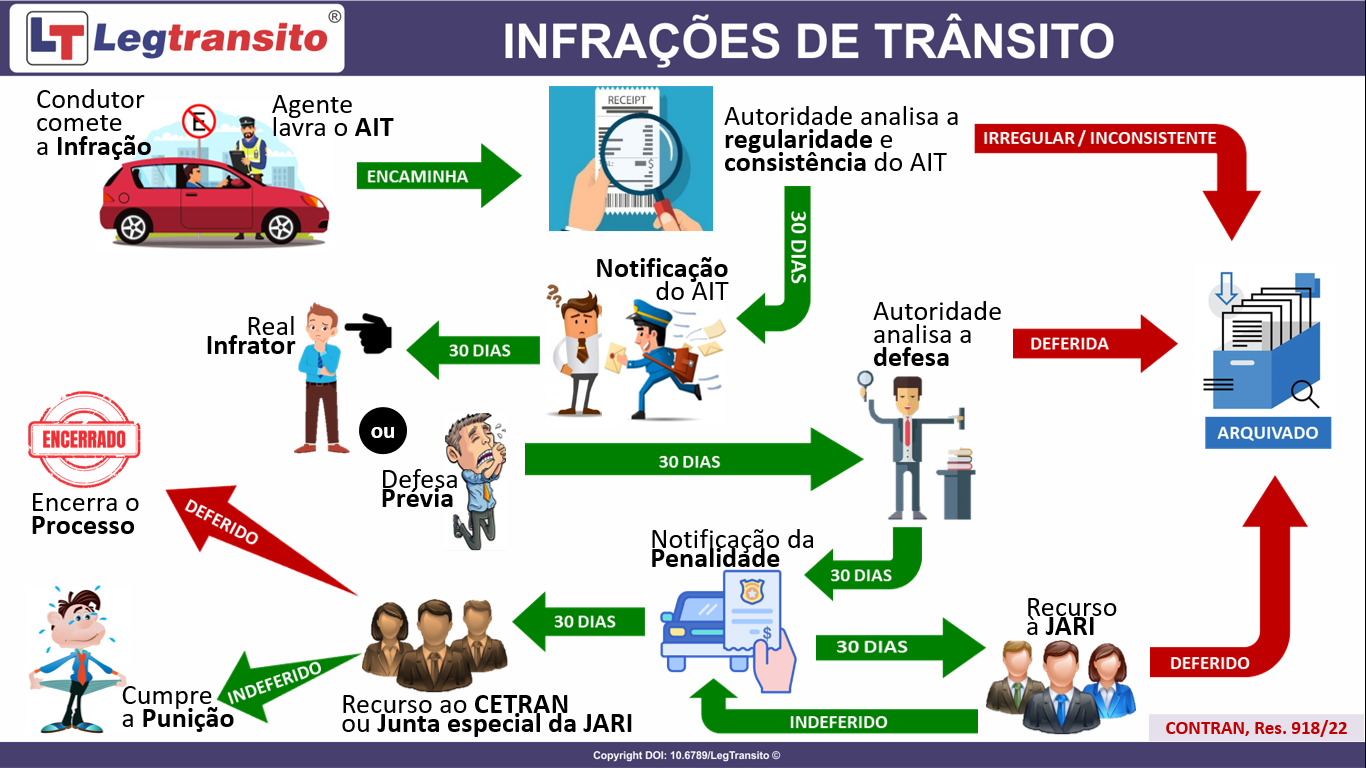 LT Legtransito®
INFRAÇÕES DE TRÂNSITO
Condutor
comete
a Infração
E
Agente
lavra o AIT
ENCAMINHA
RECEIPT
$
Autoridade analisa a
regularidade e
consistência do AIT
IRREGULAR / INCONSISTENTE
30 DIAS
Notificação
do AIT
???
30 DIAS
Real
Infrator
ou
Defesa
Prévia
30 DIAS
Autoridade
analisa a
defesa
DEFERIDA
ARQUIVADO
30 DIAS
Notificação da
Penalidade
$
30 DIAS
Recurso
à JARI
DEFERIDO
INDEFERIDO
30 DIAS
Recurso ao CETRAN
ou Junta especial da JARI
DEFERIDO
ENCERRADO
Encerra o
Processo
INDEFERIDO
Cumpre
a Punição
CONTRAN, Res. 918/22
Copyright DOI: 10.6789/LegTransito ©